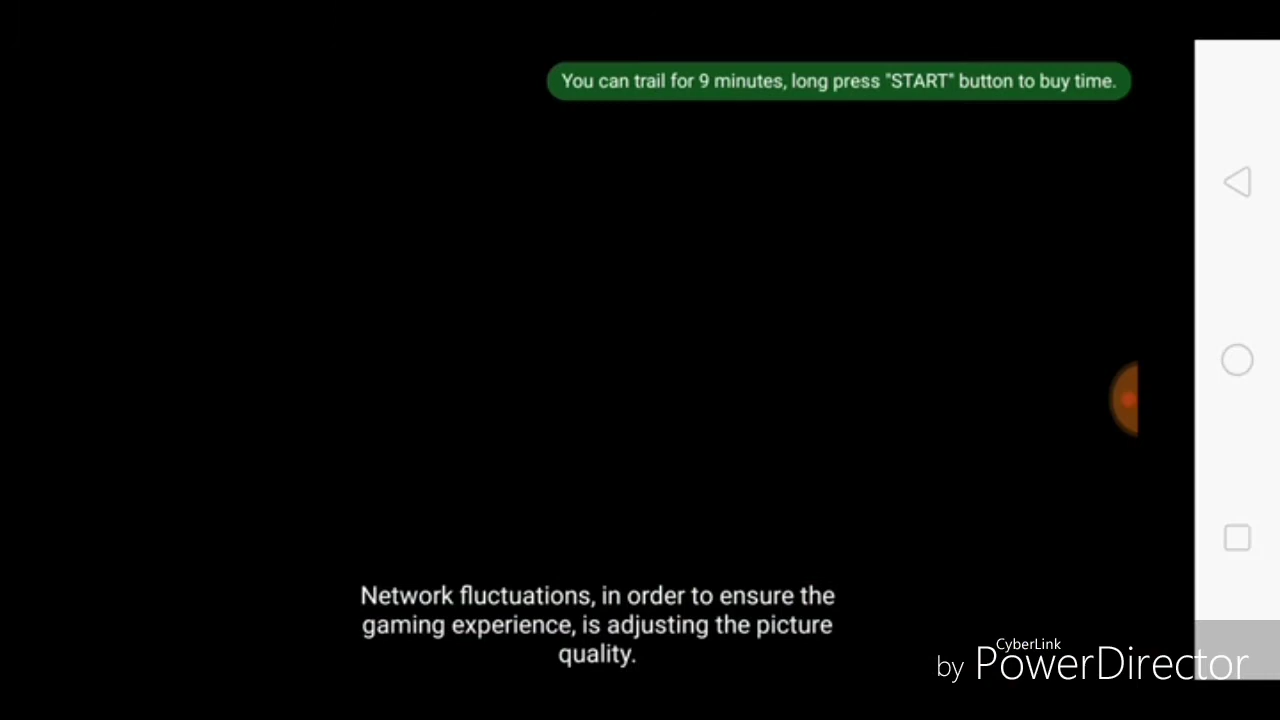 You can trail for 9 minutes, long press "START" button to buy time.
Network fluctuations, in order to ensure the
gaming experience, is adjusting the picture
quality.
CyberLink
by PowerDirector